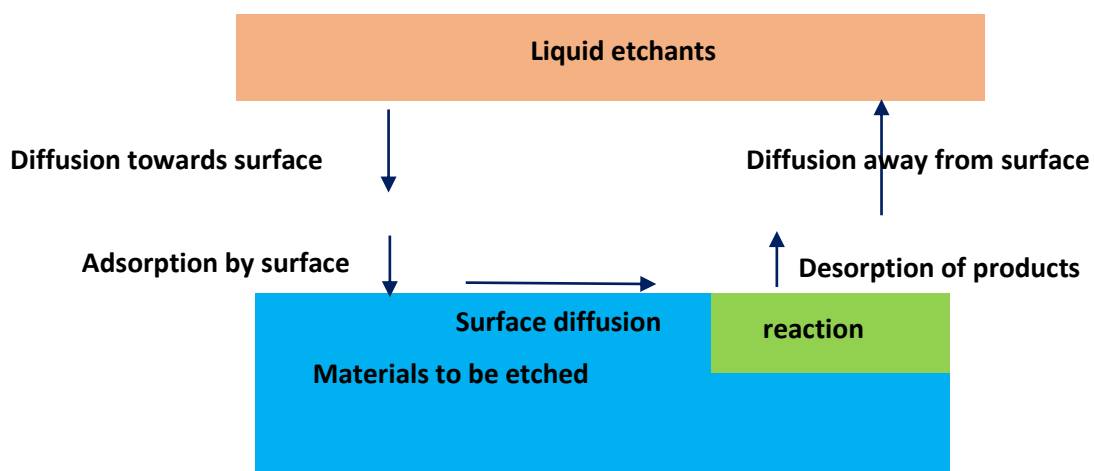 Liquid etchants
Diffusion towards surface
Diffusion away from surface
Adsorption by surface
Desorption of products
Surface diffusion
reaction
Materials to be etched